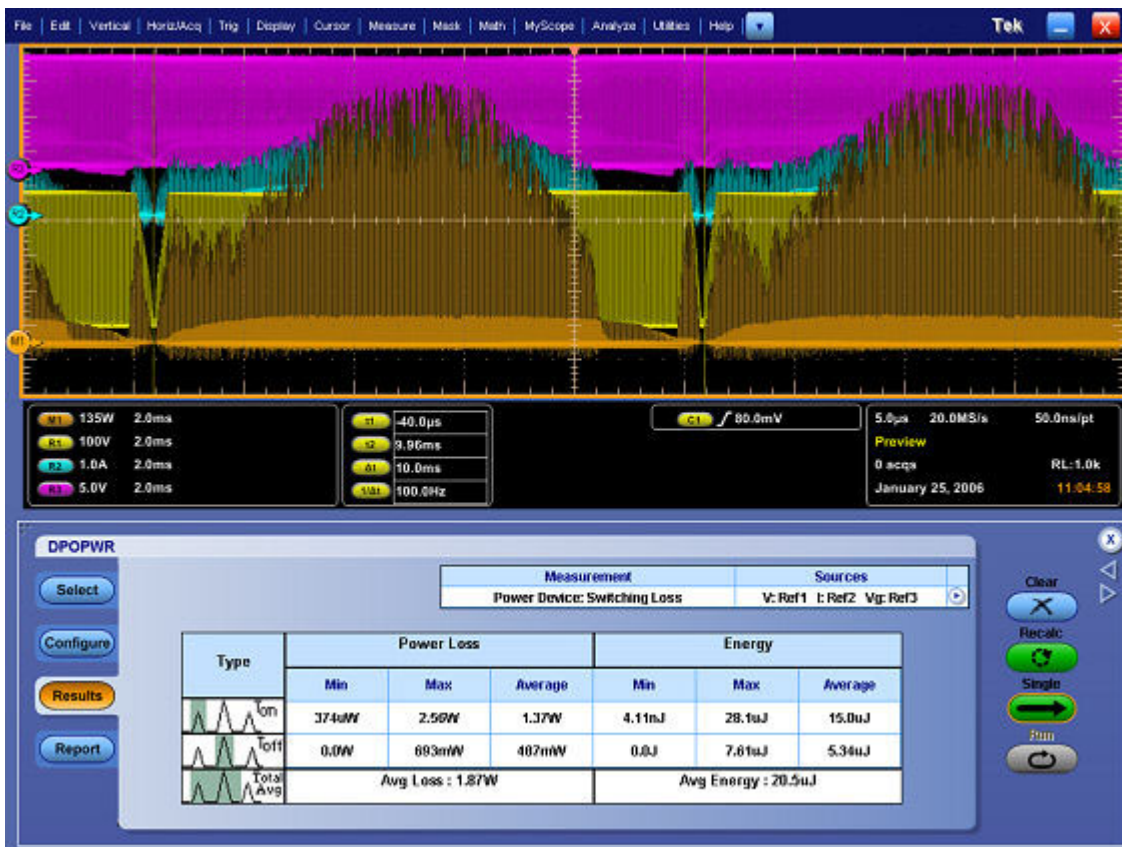 File | Edit | Vertical | Horiz/Acq | Trig | Display | Cursor | Measure | Mask | Math | MyScope | Analyze | Utilities | Help
Tek
R3
R2
M1
M1 135W 2.0ms
R1 100V 2.0ms
R2 1.0A 2.0ms
R3 5.0V 2.0ms
t1 -40.0µs
t2 9.96ms
Δt 10.0ms
1/Δt 100.0Hz
C1 80.0mV
5.0µs 20.0MS/s 50.0ns/pt
Preview
0 acqs RL:1.0k
January 25, 2006 11:04:58
DPOPWR
Select
Configure
Results
Report
Measurement Sources
Power Device: Switching Loss V: Ref1 I: Ref2 Vg: Ref3
Type Power Loss Energy
Min Max Average Min Max Average
Ton 374uW 2.56W 1.37W 4.11nJ 28.1uJ 15.0uJ
Toff 0.0W 693mW 487mW 0.0J 7.61uJ 5.34uJ
Total Avg Avg Loss : 1.87W Avg Energy : 20.5uJ
Clear
Recalc
Single
Run